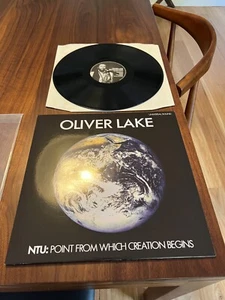 OLIVER LAKE
NTU: POINT FROM WHICH CREATION BEGINS